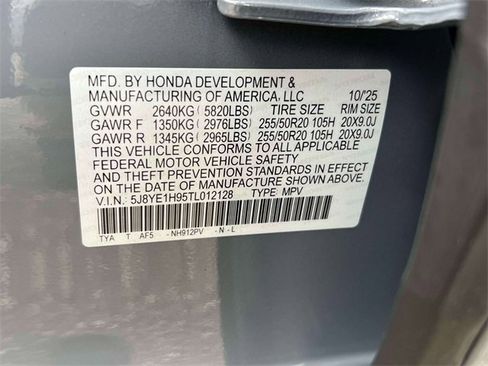 MFD. BY HONDA DEVELOPMENT &
MANUFACTURING OF AMERICA, LLC 10/25
GVWR 2640KG (5820LBS) TIRE SIZE RIM SIZE
GAWR F 1350KG (2976LBS) 255/50R20 105H 20X9.0J
GAWR R 1345KG (2965LBS) 255/50R20 105H 20X9.0J
THIS VEHICLE CONFORMS TO ALL APPLICABLE
FEDERAL MOTOR VEHICLE SAFETY
AND THEFT PREVENTION STANDARDS IN EFFECT
ON THE DATE OF MANUFACTURE SHOWN ABOVE.
V.I.N.: 5J8YE1H95TL012128 TYPE: MPV
TYA T AF5 - NH912PV - N - L